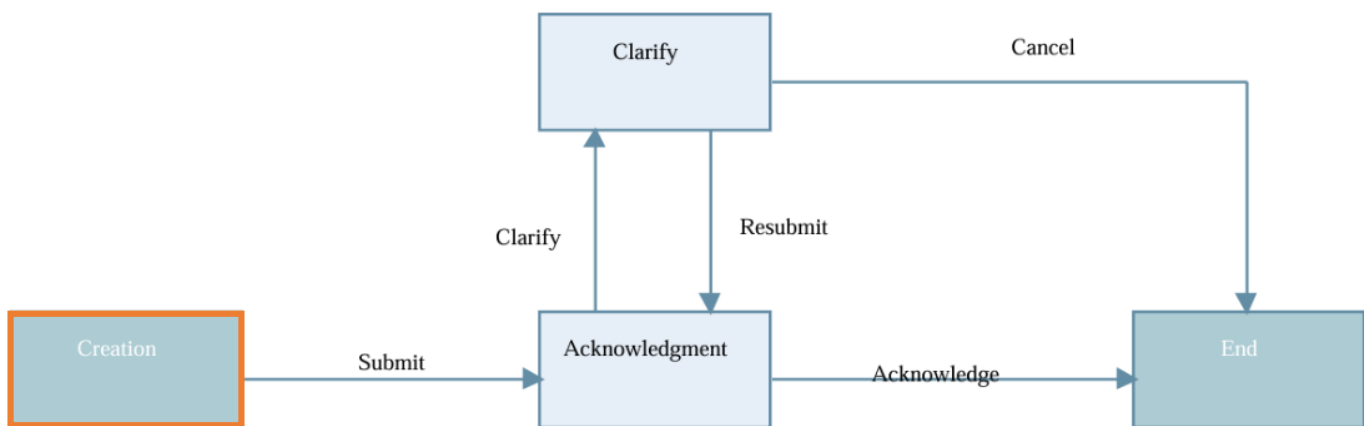 Clarify
Cancel
Clarify
Resubmit
Creation
Submit
Acknowledgment
Acknowledge
End